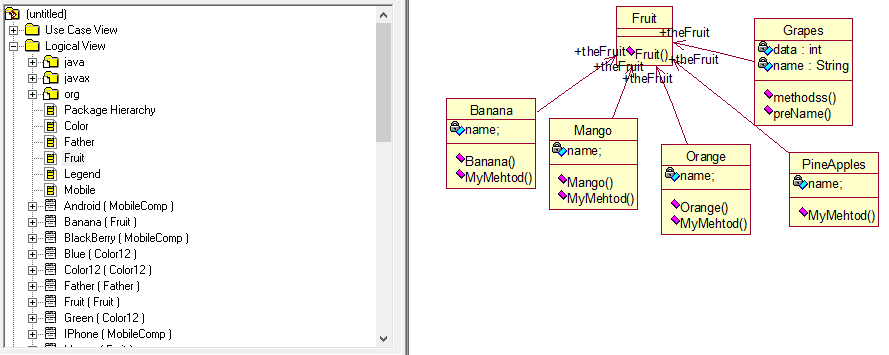 (untitled)
Use Case View
Logical View
java
javax
org
Package Hierarchy
Color
Father
Fruit
Legend
Mobile
Android ( MobileComp )
Banana ( Fruit )
BlackBerry ( MobileComp )
Blue ( Color12 )
Color12 ( Color12 )
Father ( Father )
Fruit ( Fruit )
Green ( Color12 )
IPhone ( MobileComp )
Fruit
Fruit()
+theFruit
+theFruit
+theFruit
+theFruit
+theFruit
Grapes
data : int
name : String
methodss()
preName()
Banana
name;
Banana()
MyMehtod()
Mango
name;
Mango()
MyMehtod()
Orange
name;
Orange()
MyMehtod()
PineApples
name;
MyMehtod()